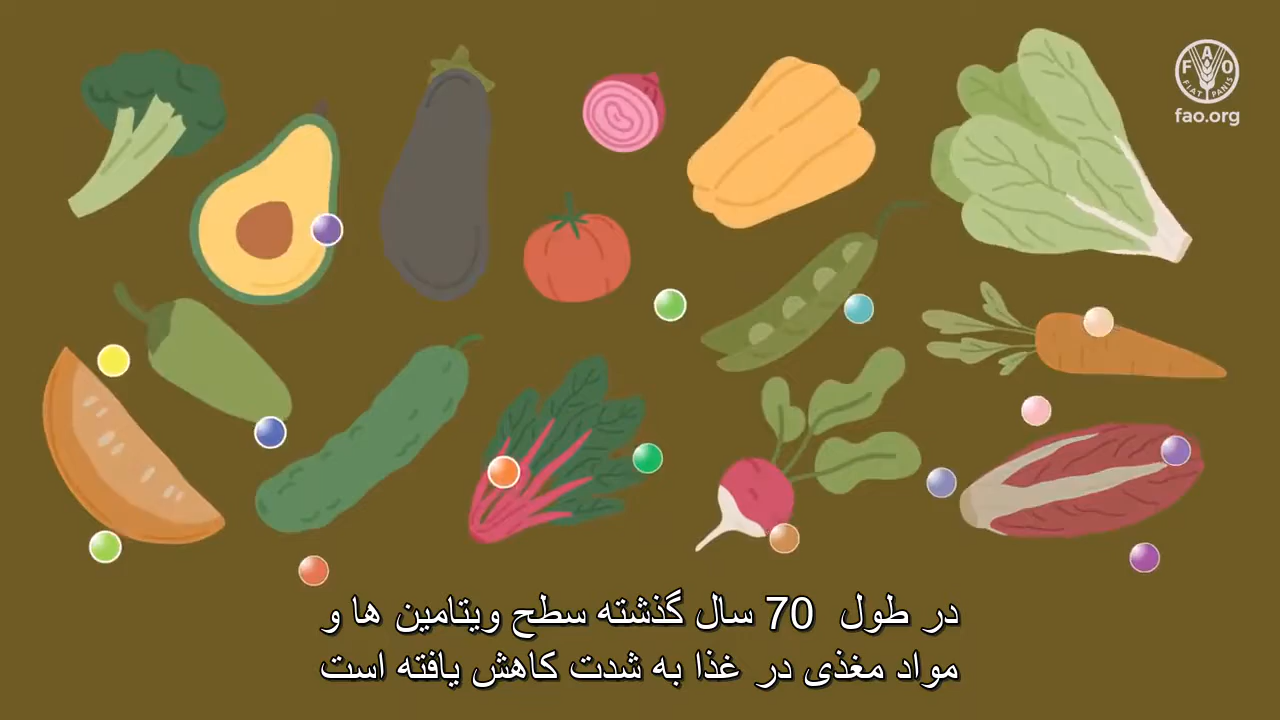 F A O
FIAT PANIS
fao.org
در طول  70 سال گذشته سطح ویتامین ها و
مواد مغذی در غذا به شدت کاهش یافته است